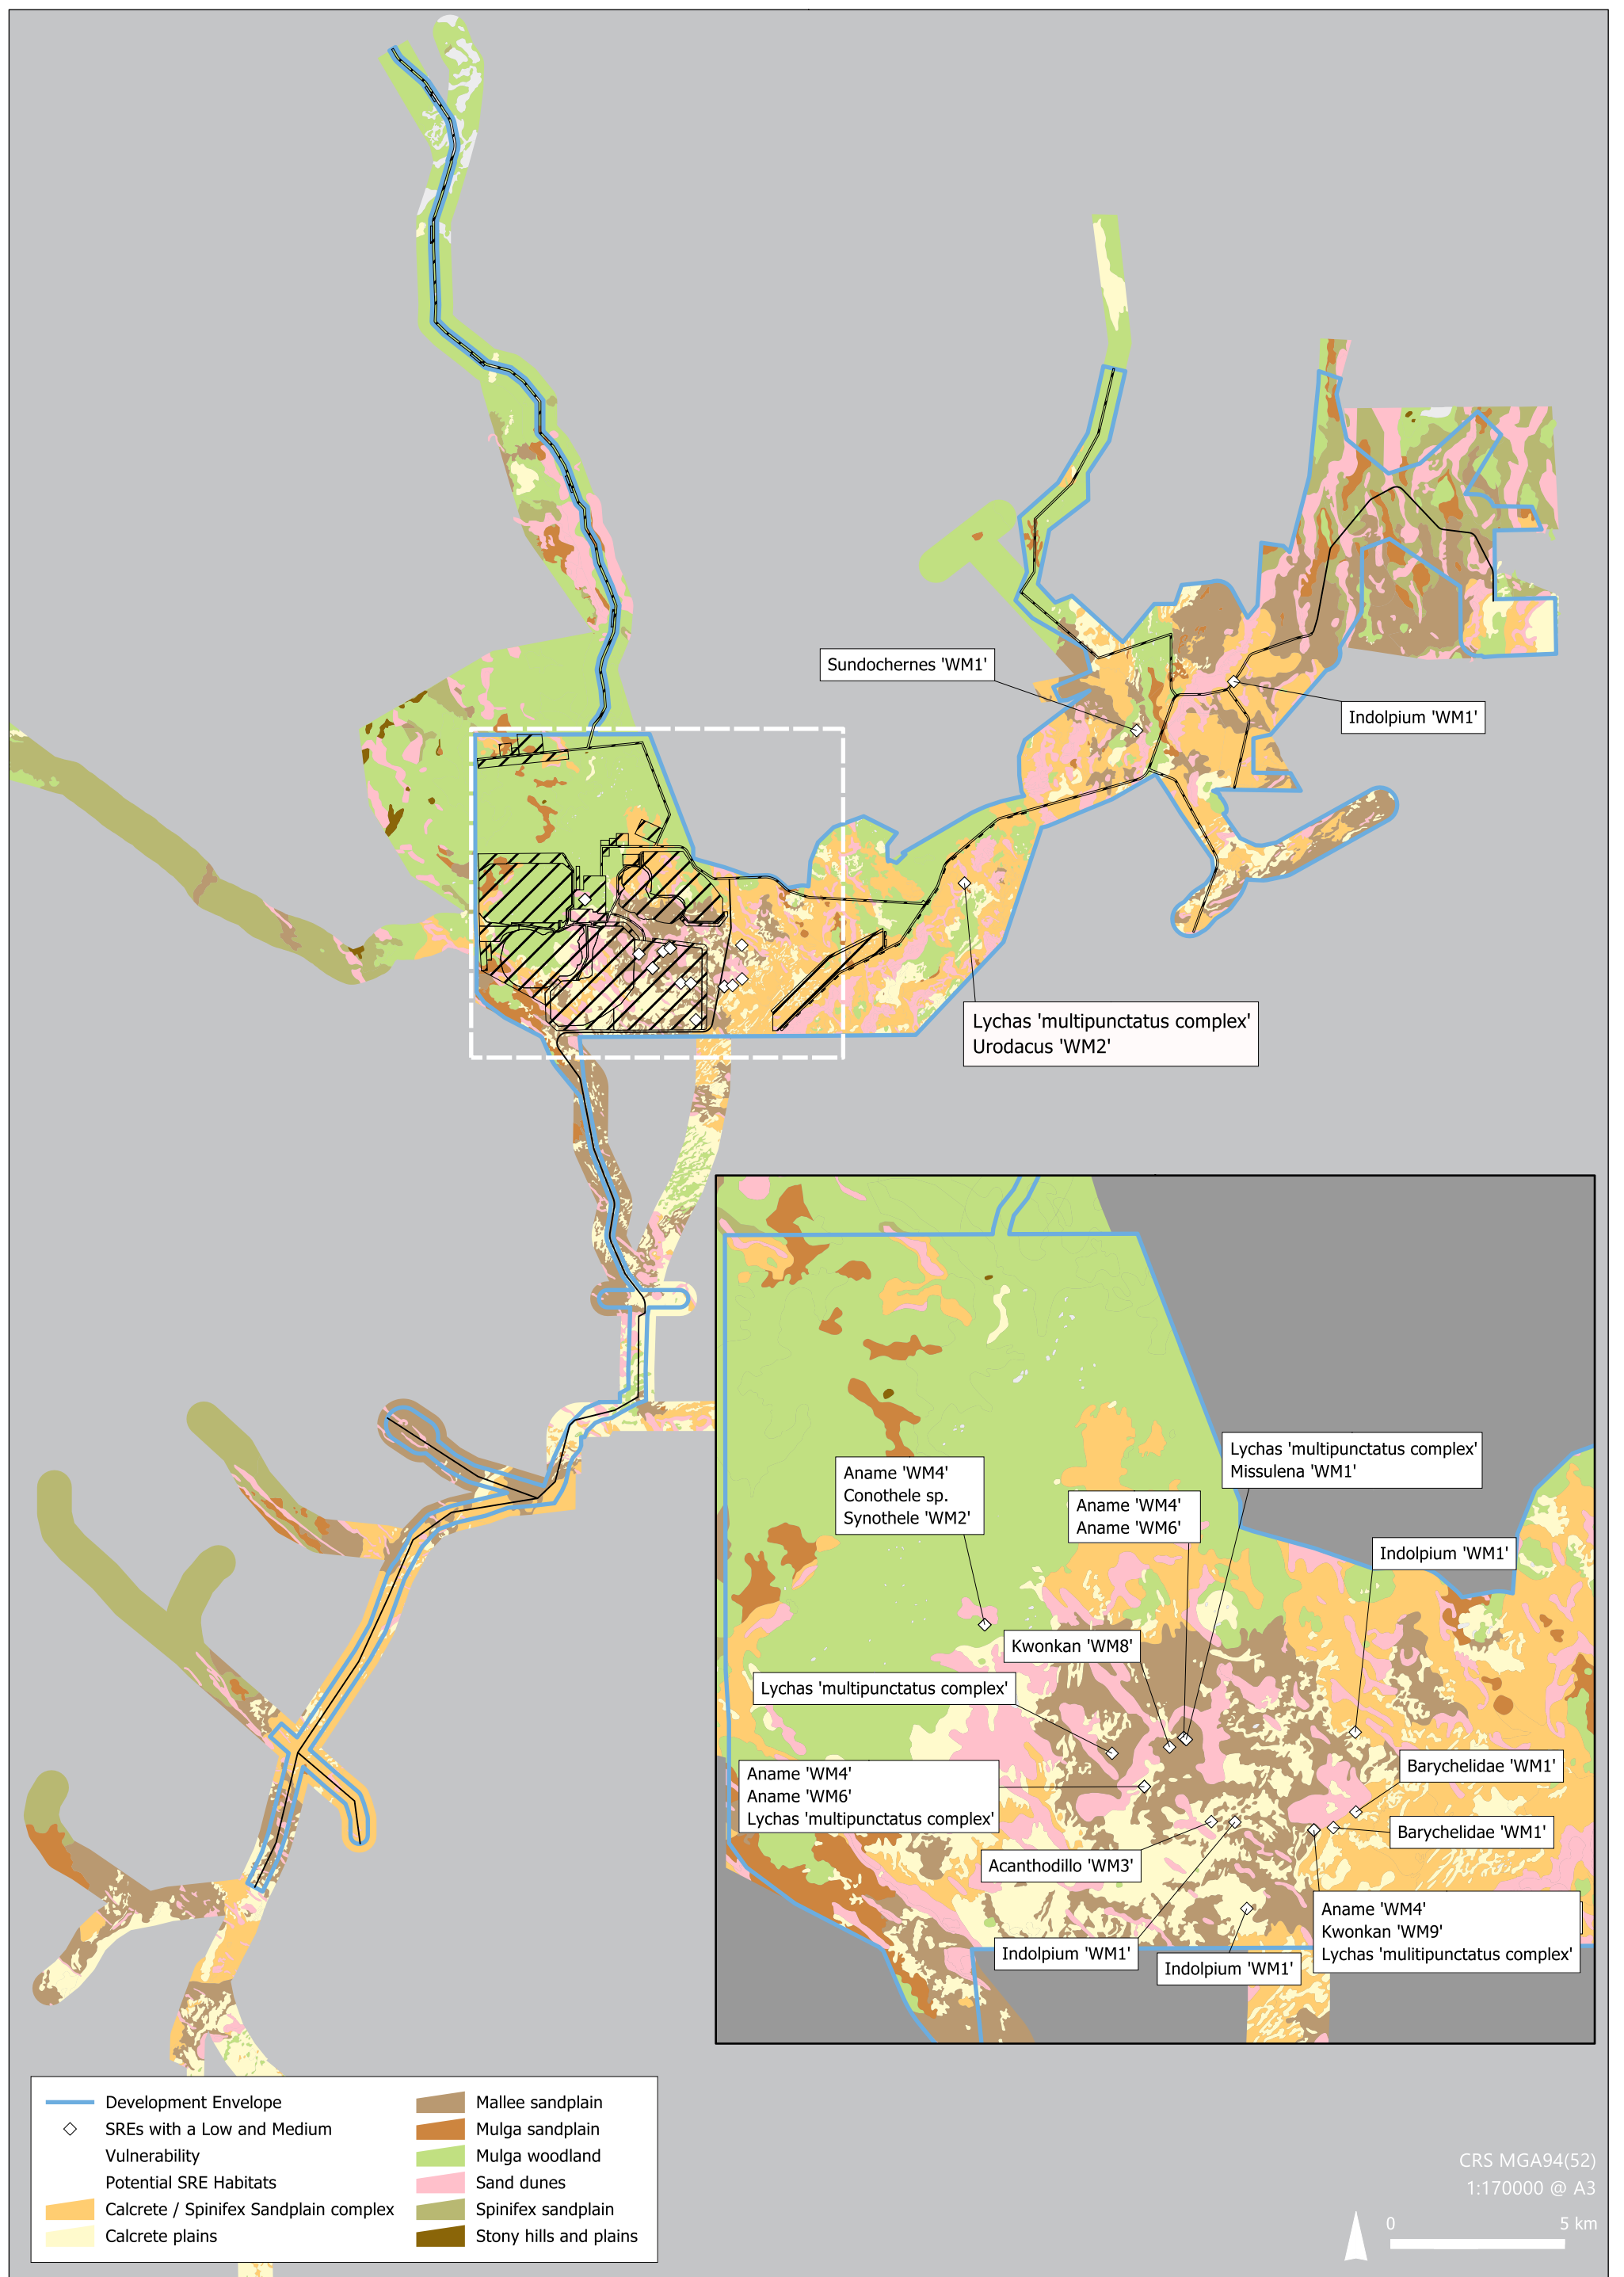 Sundochernes 'WM1'
Indolpium 'WM1'
Lychas 'multipunctatus complex'
Urodacus 'WM2'
Lychas 'multipunctatus complex'
Missulena 'WM1'
Aname 'WM4'
Conothele sp.
Synothele 'WM2'
Aname 'WM4'
Aname 'WM6'
Indolpium 'WM1'
Kwonkan 'WM8'
Lychas 'multipunctatus complex'
Aname 'WM4'
Aname 'WM6'
Lychas 'multipunctatus complex'
Barychelidae 'WM1'
Barychelidae 'WM1'
Acanthodillo 'WM3'
Aname 'WM4'
Kwonkan 'WM9'
Lychas 'mulitipunctatus complex'
Indolpium 'WM1'
Indolpium 'WM1'
Development Envelope
SREs with a Low and Medium
Vulnerability
Potential SRE Habitats
Calcrete / Spinifex Sandplain complex
Calcrete plains
Mallee sandplain
Mulga sandplain
Mulga woodland
Sand dunes
Spinifex sandplain
Stony hills and plains
CRS MGA94(52)
1:170000 @ A3
0 5 km